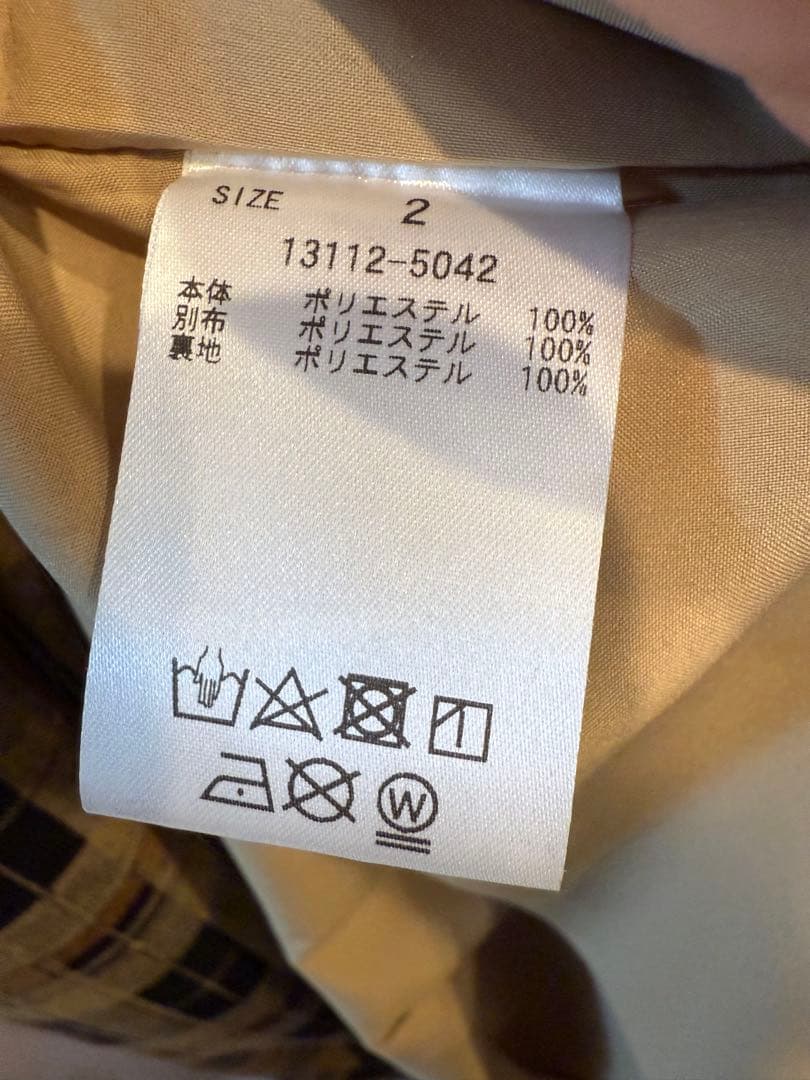 SIZE 2
13112-5042
本体 ポリエステル 100%
別布 ポリエステル 100%
裏地 ポリエステル 100%
W